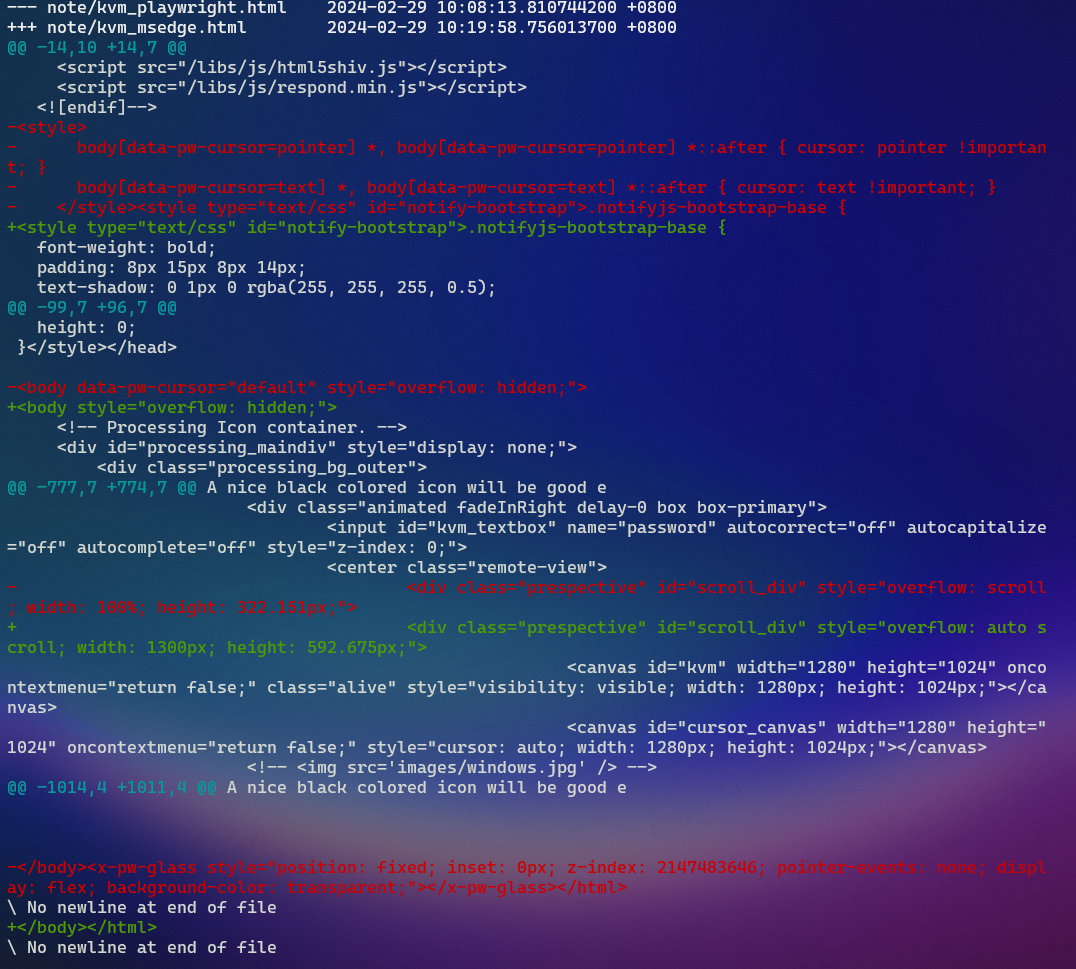 --- note/kvm_playwright.html    2024-02-29 10:08:13.810744200 +0800
+++ note/kvm_msedge.html        2024-02-29 10:19:58.756013700 +0800
@@ -14,10 +14,7 @@
     <script src="/libs/js/html5shiv.js"></script>
     <script src="/libs/js/respond.min.js"></script>
   <![endif]-->
-<style>
-      body[data-pw-cursor=pointer] *, body[data-pw-cursor=pointer] *::after { cursor: pointer !importan
t; }
-      body[data-pw-cursor=text] *, body[data-pw-cursor=text] *::after { cursor: text !important; }
-    </style><style type="text/css" id="notify-bootstrap">.notifyjs-bootstrap-base {
+<style type="text/css" id="notify-bootstrap">.notifyjs-bootstrap-base {
   font-weight: bold;
   padding: 8px 15px 8px 14px;
   text-shadow: 0 1px 0 rgba(255, 255, 255, 0.5);
@@ -99,7 +96,7 @@
   height: 0;
 }</style></head>

-<body data-pw-cursor="default" style="overflow: hidden;">
+<body style="overflow: hidden;">
     <!-- Processing Icon container. -->
     <div id="processing_maindiv" style="display: none;">
         <div class="processing_bg_outer">
@@ -777,7 +774,7 @@ A nice black colored icon will be good e
                        <div class="animated fadeInRight delay-0 box box-primary">
                                <input id="kvm_textbox" name="password" autocorrect="off" autocapitalize
="off" autocomplete="off" style="z-index: 0;">
                                <center class="remote-view">
-                                       <div class="prespective" id="scroll_div" style="overflow: scroll
; width: 100%; height: 322.151px;">
+                                       <div class="prespective" id="scroll_div" style="overflow: auto s
croll; width: 1300px; height: 592.675px;">
                                                        <canvas id="kvm" width="1280" height="1024" onco
ntextmenu="return false;" class="alive" style="visibility: visible; width: 1280px; height: 1024px;"></ca
nvas>
                                                        <canvas id="cursor_canvas" width="1280" height="
1024" oncontextmenu="return false;" style="cursor: auto; width: 1280px; height: 1024px;"></canvas>
                        <!-- <img src='images/windows.jpg' /> -->
@@ -1014,4 +1011,4 @@ A nice black colored icon will be good e

-</body><x-pw-glass style="position: fixed; inset: 0px; z-index: 2147483646; pointer-events: none; displ
ay: flex; background-color: transparent;"></x-pw-glass></html>
\ No newline at end of file
+</body></html>
\ No newline at end of file